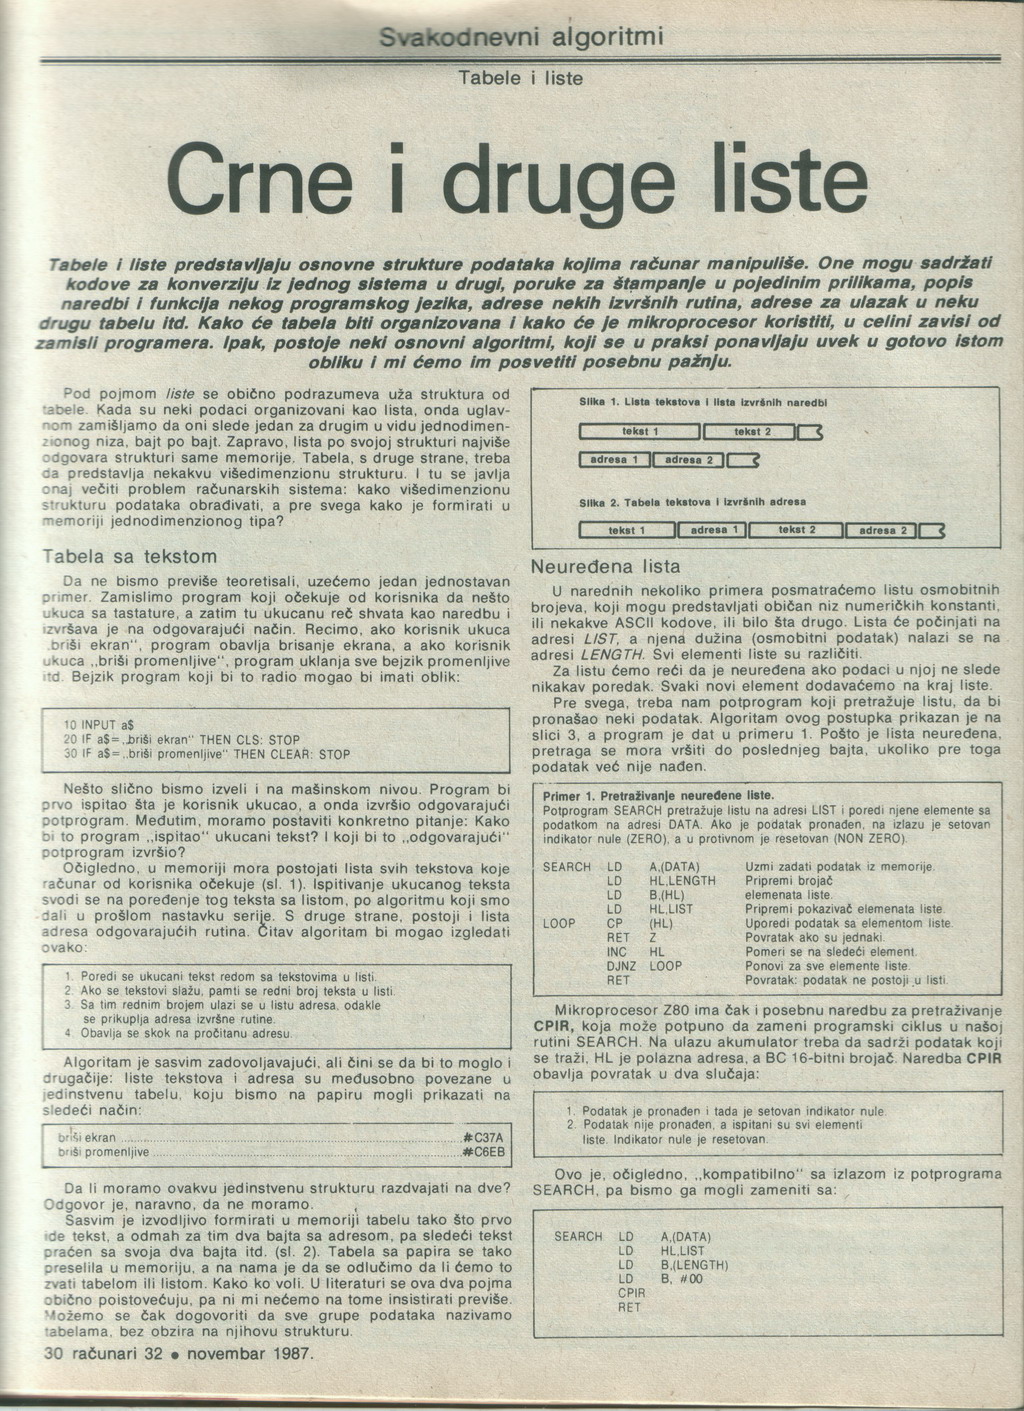 Svakodnevni algoritmi
Tabele i liste
Crne i druge liste
Tabele i liste predstavljaju osnovne strukture podataka kojima računar manipuliše. One mogu sadržati
kodove za konverziju iz jednog sistema u drugi, poruke za štampanje u pojedinim prilikama, popis
naredbi i funkcija nekog programskog jezika, adrese nekih izvršnih rutina, adrese za ulazak u neku
drugu tabelu itd. Kako će tabela biti organizovana i kako će je mikroprocesor koristiti, u celini zavisi od
zamisli programera. Ipak, postoje neki osnovni algoritmi, koji se u praksi ponavljaju uvek u gotovo istom
obliku i mi ćemo im posvetiti posebnu pažnju.
Pod pojmom liste se obično podrazumeva uža struktura od
tabele. Kada su neki podaci organizovani kao lista, onda uglav-
nom zamišljamo da oni slede jedan za drugim u vidu jednodimen-
zionog niza, bajt po bajt. Zapravo, lista po svojoj strukturi najviše
odgovara strukturi same memorije. Tabela, s druge strane, treba
da predstavlja nekakvu višedimenzionu strukturu. I tu se javlja
onaj večiti problem računarskih sistema: kako višedimenzionu
strukturu podataka obrađivati, a pre svega kako je formirati u
memoriji jednodimenzionog tipa?
Tabela sa tekstom
Da ne bismo previše teoretisali, uzećemo jedan jednostavan
primer. Zamislimo program koji očekuje od korisnika da nešto
ukuca sa tastature, a zatim tu ukucanu reč shvata kao naredbu i
izvršava je na odgovarajući način. Recimo, ako korisnik ukuca
„briši ekran“, program obavlja brisanje ekrana, a ako korisnik
ukuca „briši promenljive“, program uklanja sve bejzik promenljive
itd. Bejzik program koji bi to radio mogao bi imati oblik:
10 INPUT a$
20 IF a$=„briši ekran“ THEN CLS: STOP
30 IF a$=„briši promenljive“ THEN CLEAR: STOP
Nešto slično bismo izveli i na mašinskom nivou. Program bi
prvo ispitao šta je korisnik ukucao, a onda izvršio odgovarajući
potprogram. Međutim, moramo postaviti konkretno pitanje: Kako
bi to program „ispitao“ ukucani tekst? I koji bi to „odgovarajući“
potprogram izvršio?
Očigledno, u memoriji mora postojati lista svih tekstova koje
računar od korisnika očekuje (sl. 1). Ispitivanje ukucanog teksta
svodi se na poređenje tog teksta sa listom, po algoritmu koji smo
dali u prošlom nastavku serije. S druge strane, postoji i lista
adresa odgovarajućih rutina. Čitav algoritam bi mogao izgledati
ovako:
1. Poredi se ukucani tekst redom sa tekstovima u listi.
2. Ako se tekstovi slažu, pamti se redni broj teksta u listi.
3. Sa tim rednim brojem ulazi se u listu adresa, odakle
se prikuplja adresa izvršne rutine.
4. Obavlja se skok na pročitanu adresu.
Algoritam je sasvim zadovoljavajući, ali čini se da bi to moglo i
drugačije: liste tekstova i adresa su međusobno povezane u
jedinstvenu tabelu, koju bismo na papiru mogli prikazati na
sledeći način:
briši ekran ........ #C37A
briši promenljive ........ #C6EB
Da li moramo ovakvu jedinstvenu strukturu razdvajati na dve?
Odgovor je, naravno, da ne moramo.
Sasvim je izvodljivo formirati u memoriji tabelu tako što prvo
ide tekst, a odmah za tim dva bajta sa adresom, pa sledeći tekst
praćen sa svoja dva bajta itd. (sl. 2). Tabela sa papira se tako
preselila u memoriju, a na nama je da se odlučimo da li ćemo to
zvati tabelom ili listom. Kako ko voli. U literaturi se ova dva pojma
obično poistovećuju, pa ni mi nećemo na tome insistirati previše.
Možemo se čak dogovoriti da sve grupe podataka nazivamo
tabelama, bez obzira na njihovu strukturu.
30 računari 32 • novembar 1987.
Slika 1. Lista tekstova i lista izvršnih naredbi
tekst 1 tekst 2
adresa 1 adresa 2
Slika 2. Tabela tekstova i izvršnih adresa
tekst 1 adresa 1 tekst 2 adresa 2
Neuređena lista
U narednih nekoliko primera posmatraćemo listu osmobitnih
brojeva, koji mogu predstavljati običan niz numeričkih konstanti,
ili nekakve ASCII kodove, ili bilo šta drugo. Lista će počinjati na
adresi LIST, a njena dužina (osmobitni podatak) nalazi se na
adresi LENGTH. Svi elementi liste su različiti.
Za listu ćemo reći da je neuređena ako podaci u njoj ne slede
nikakav poredak. Svaki novi element dodavaćemo na kraj liste.
Pre svega, treba nam potprogram koji pretražuje listu, da bi
pronašao neki podatak. Algoritam ovog postupka prikazan je na
slici 3, a program je dat u primeru 1. Pošto je lista neuređena,
pretraga se mora vršiti do poslednjeg bajta, ukoliko pre toga
podatak već nije nađen.
Primer 1. Pretraživanje neuređene liste.
Potprogram SEARCH pretražuje listu na adresi LIST i poredi njene elemente sa
podatkom na adresi DATA. Ako je podatak pronađen, na izlazu je setovan
indikator nule (ZERO), a u protivnom je resetovan (NON ZERO).
SEARCH LD A,(DATA) Uzmi zadati podatak iz memorije.
LD HL,LENGTH Pripremi brojač
LD B,(HL) elemenata liste.
LD HL,LIST Pripremi pokazivač elemenata liste.
LOOP CP (HL) Uporedi podatak sa elementom liste.
RET Z Povratak ako su jednaki.
INC HL Pomeri se na sledeći element.
DJNZ LOOP Ponovi za sve elemente liste.
RET Povratak: podatak ne postoji u listi.
Mikroprocesor Z80 ima čak i posebnu naredbu za pretraživanje
CPIR, koja može potpuno da zameni programski ciklus u našoj
rutini SEARCH. Na ulazu akumulator treba da sadrži podatak koji
se traži, HL je polazna adresa, a BC 16-bitni brojač. Naredba CPIR
obavlja povratak u dva slučaja:
1. Podatak je pronađen i tada je setovan indikator nule.
2. Podatak nije pronađen, a ispitani su svi elementi
liste. Indikator nule je resetovan.
Ovo je, očigledno, „kompatibilno“ sa izlazom iz potprograma
SEARCH, pa bismo ga mogli zameniti sa:
SEARCH LD A,(DATA)
LD HL,LIST
LD B,(LENGTH)
LD B, #00
CPIR
RET